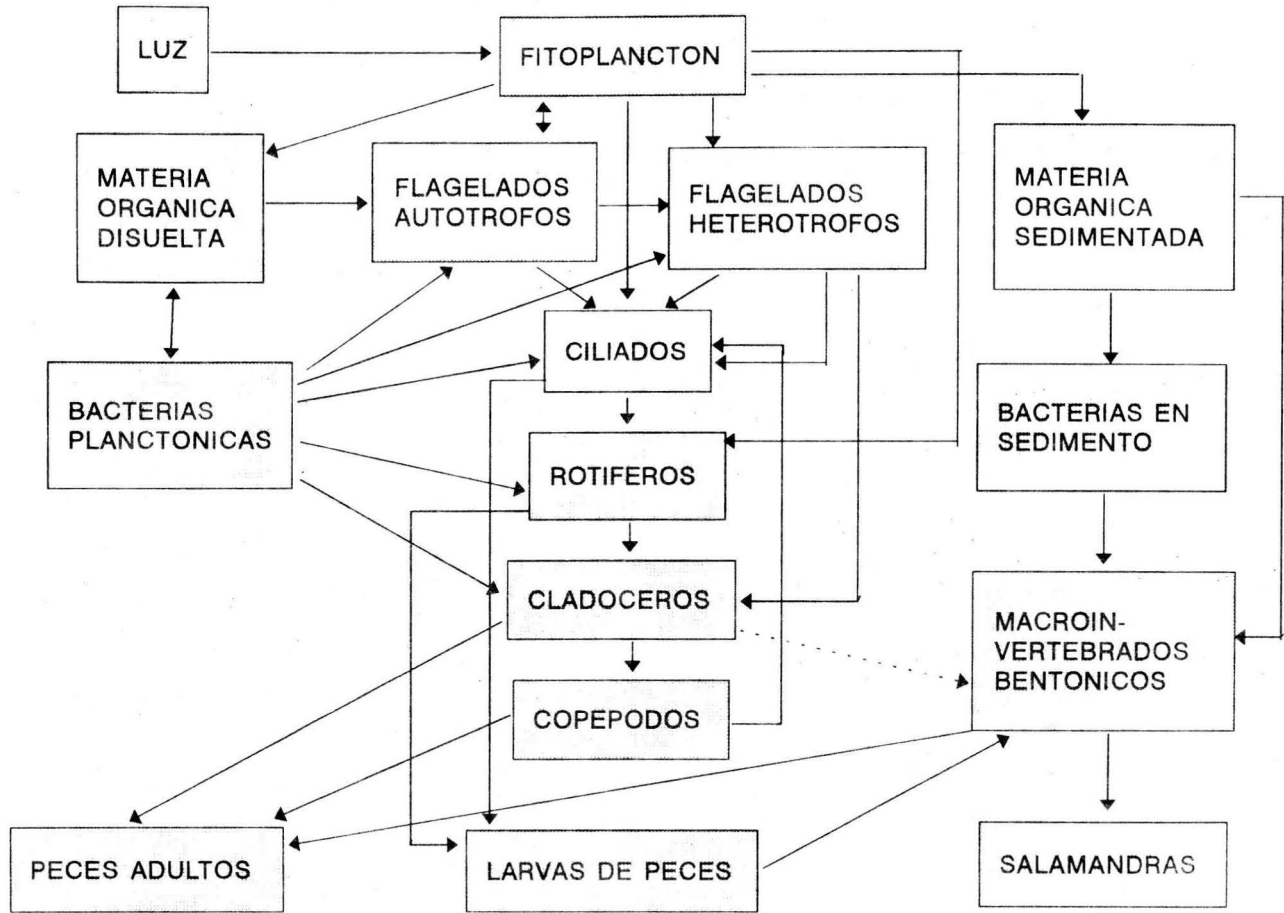 LUZ
FITOPLANCTON
MATERIA
ORGANICA
DISUELTA
FLAGELADOS
AUTOTROFOS
FLAGELADOS
HETEROTROFOS
MATERIA
ORGANICA
SEDIMENTADA
CILIADOS
BACTERIAS
PLANCTONICAS
BACTERIAS EN
SEDIMENTO
ROTIFEROS
CLADOCEROS
MACROIN-
VERTEBRADOS
BENTONICOS
COPEPODOS
PECES ADULTOS
LARVAS DE PECES
SALAMANDRAS